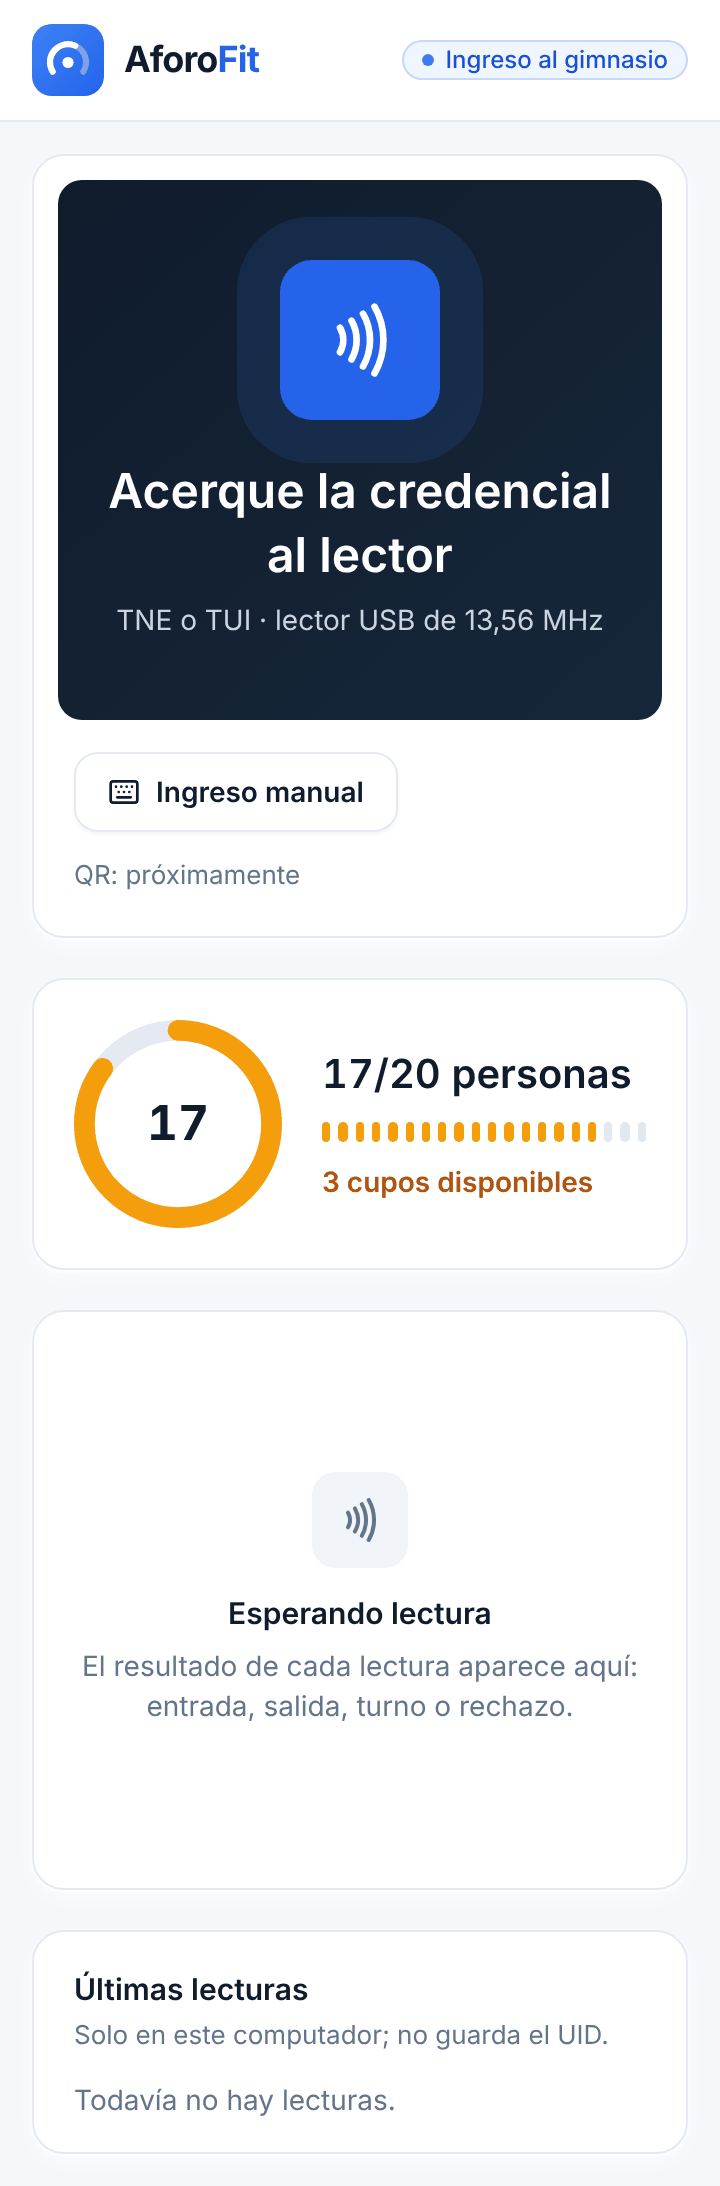 AforoFit
Ingreso al gimnasio
Acerque la credencial
al lector
TNE o TUI · lector USB de 13,56 MHz
Ingreso manual
QR: próximamente
17
17/20 personas
3 cupos disponibles
Esperando lectura
El resultado de cada lectura aparece aquí:
entrada, salida, turno o rechazo.
Últimas lecturas
Solo en este computador; no guarda el UID.
Todavía no hay lecturas.